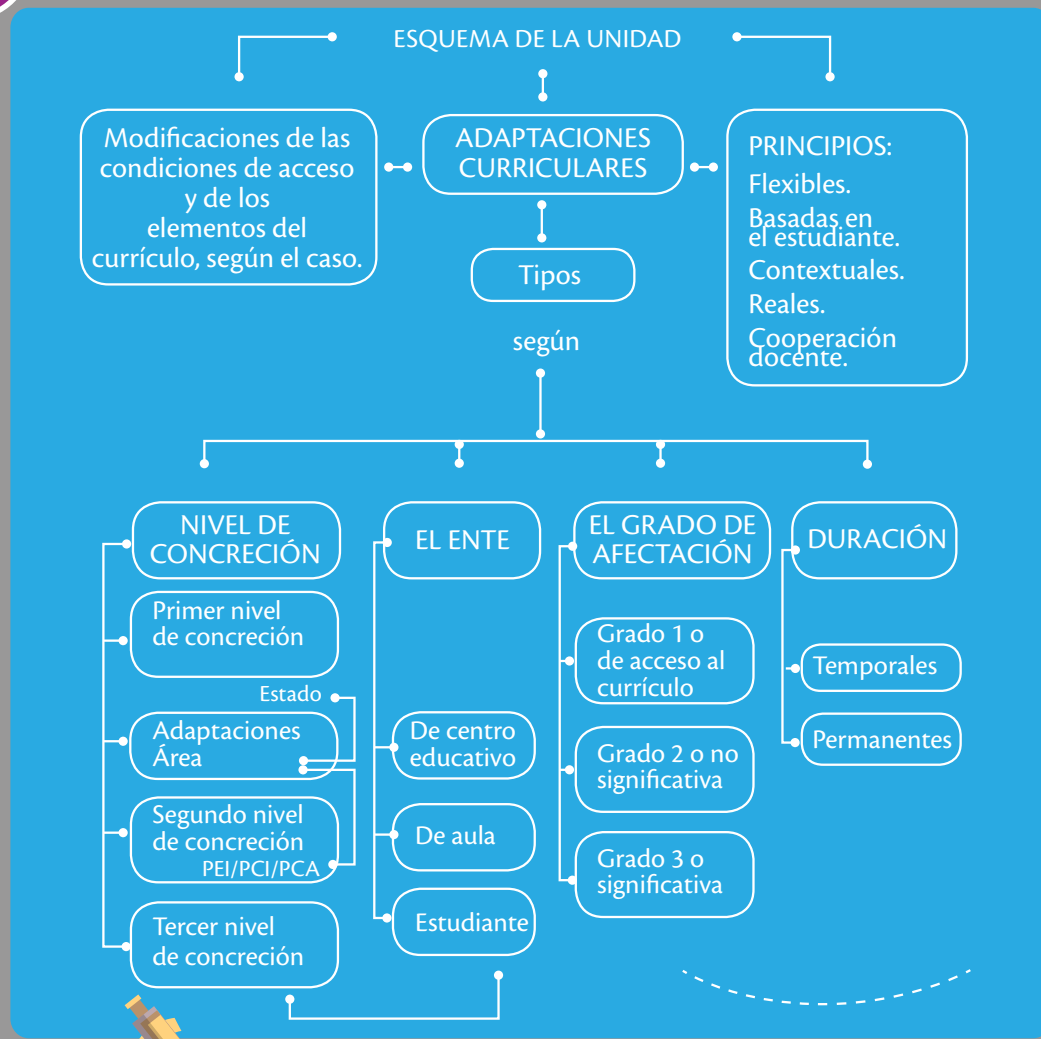 ESQUEMA DE LA UNIDAD
Modificaciones de las
condiciones de acceso
y de los
elementos del
currículo, según el caso.
ADAPTACIONES
CURRICULARES
PRINCIPIOS:
Flexibles.
Basadas en
el estudiante.
Contextuales.
Reales.
Cooperación
docente.
Tipos
según
NIVEL DE
CONCRECIÓN
Primer nivel
de concreción
Estado
Adaptaciones
Área
Segundo nivel
de concreción
PEI/PCI/PCA
Tercer nivel
de concreción
EL ENTE
De centro
educativo
De aula
Estudiante
EL GRADO DE
AFECTACIÓN
Grado 1 o
de acceso al
currículo
Grado 2 o no
significativa
Grado 3 o
significativa
DURACIÓN
Temporales
Permanentes